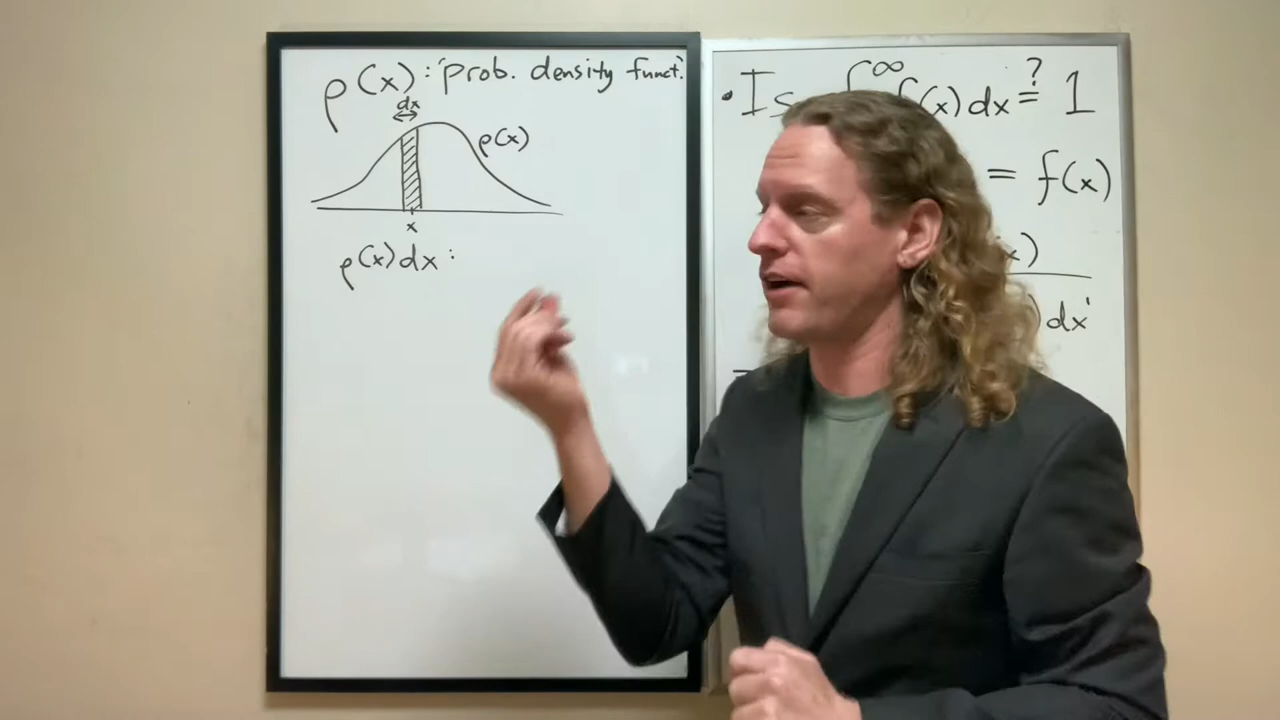 ρ(x): 'prob. density funct.'
dx
ρ(x)
x
ρ(x)dx:
• Is ∫^∞ f(x)dx ?= 1
= f(x)
x)
) dx'